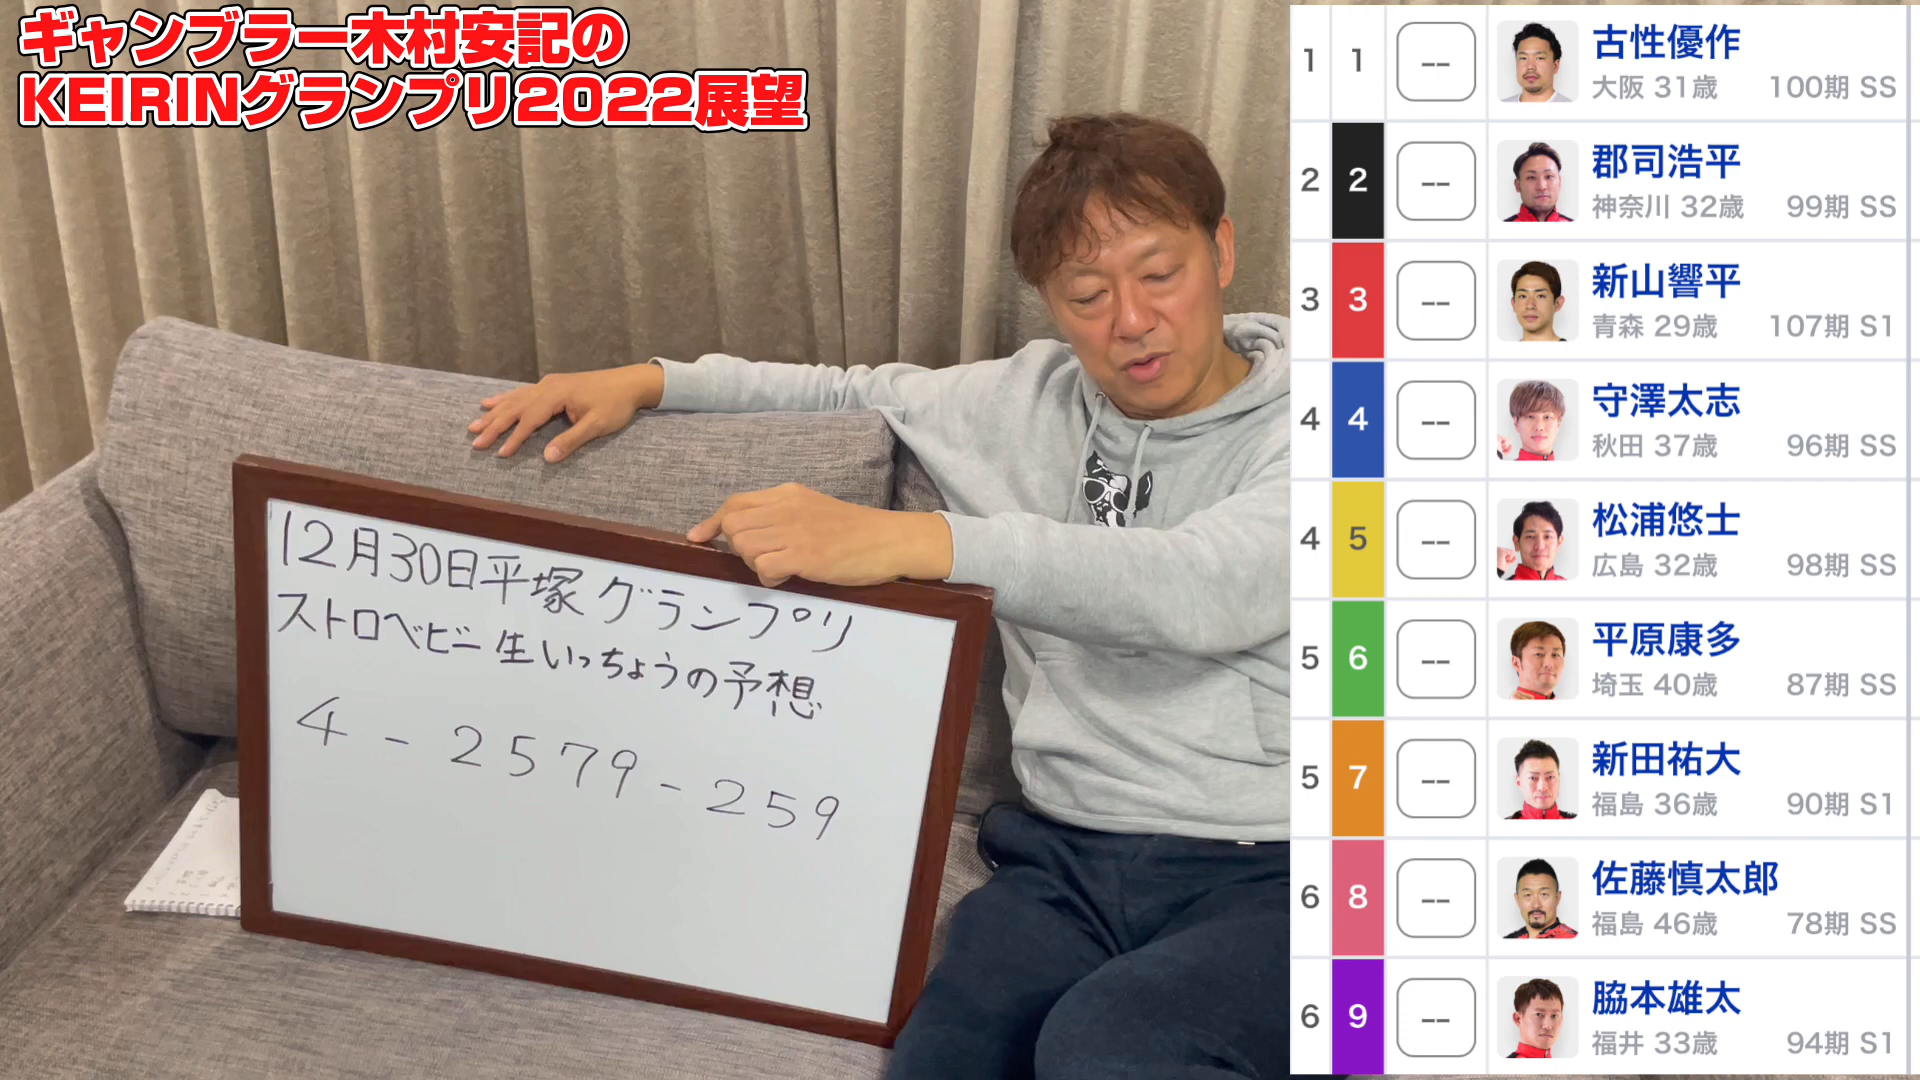 ギャンブラー木村安記の
KEIRINグランプリ2022展望
12月30日平塚グランプリ
ストロベビー生いっちょうの予想
4 - 2579 - 259
1 1 -- 古性優作
大阪 31歳 100期 SS
2 2 -- 郡司浩平
神奈川 32歳 99期 SS
3 3 -- 新山響平
青森 29歳 107期 S1
4 4 -- 守澤太志
秋田 37歳 96期 SS
4 5 -- 松浦悠士
広島 32歳 98期 SS
5 6 -- 平原康多
埼玉 40歳 87期 SS
5 7 -- 新田祐大
福島 36歳 90期 S1
6 8 -- 佐藤慎太郎
福島 46歳 78期 SS
6 9 -- 脇本雄太
福井 33歳 94期 S1